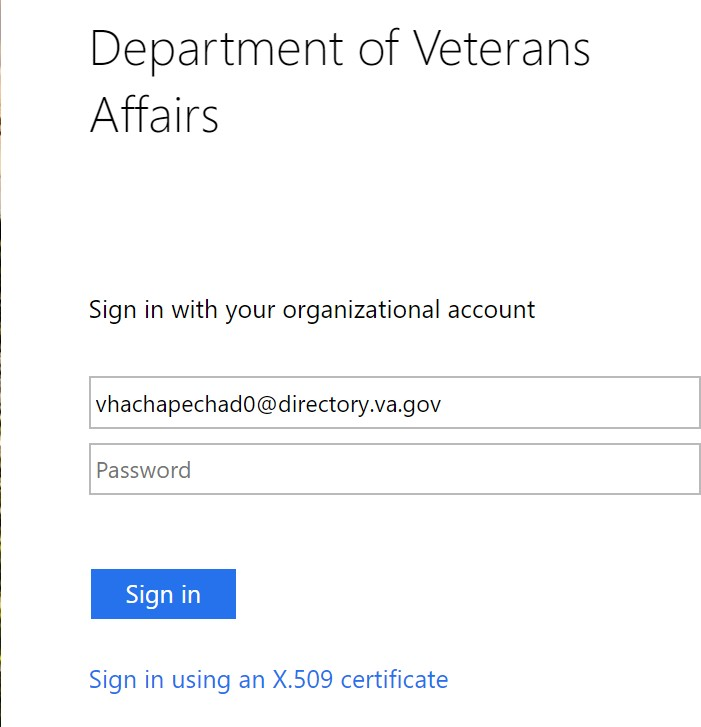 Department of Veterans
Affairs
Sign in with your organizational account
vhachapechad0@directory.va.gov
Password
Sign in
Sign in using an X.509 certificate